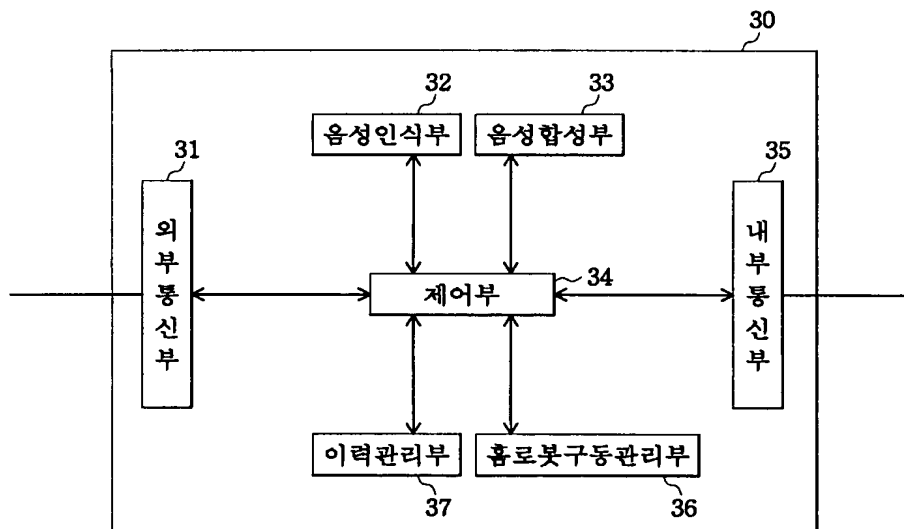 30
32
33
음성인식부
음성합성부
31
35
외부통신부
내부통신부
제어부
34
이력관리부
홈로봇구동관리부
37
36